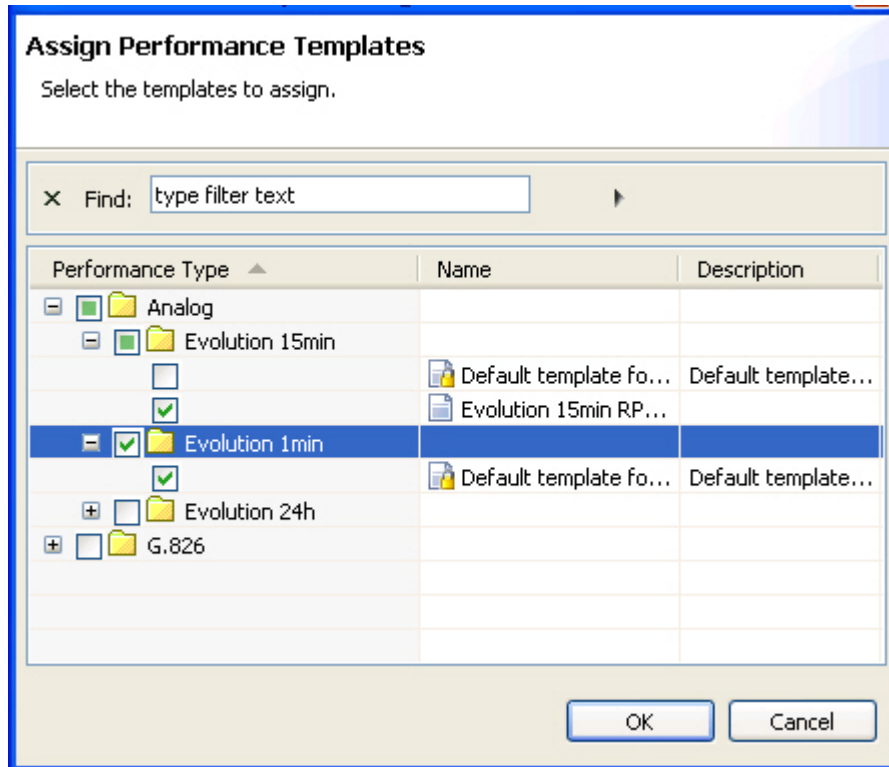 Assign Performance Templates
Select the templates to assign.
Find: type filter text
Performance Type Name Description
Analog
Evolution 15min
Default template fo... Default template...
Evolution 15min RP...
Evolution 1min
Default template fo... Default template...
Evolution 24h
G.826
OK Cancel